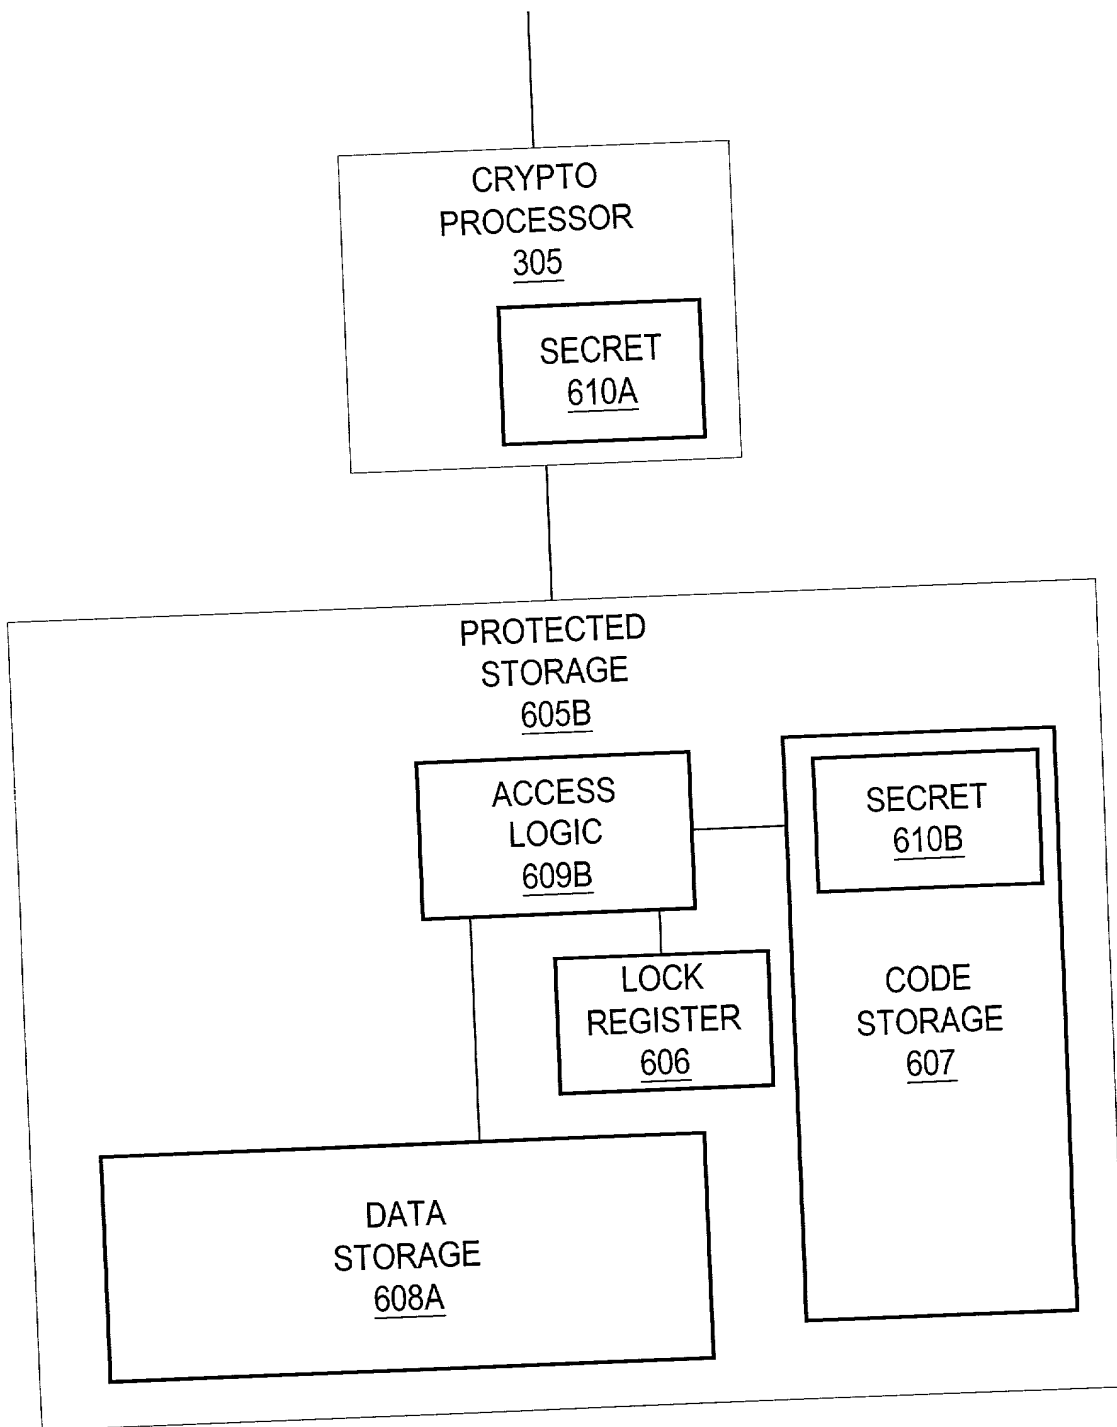 CRYPTO
PROCESSOR
305
SECRET
610A
PROTECTED
STORAGE
605B
ACCESS
LOGIC
609B
SECRET
610B
LOCK
REGISTER
606
CODE
STORAGE
607
DATA
STORAGE
608A